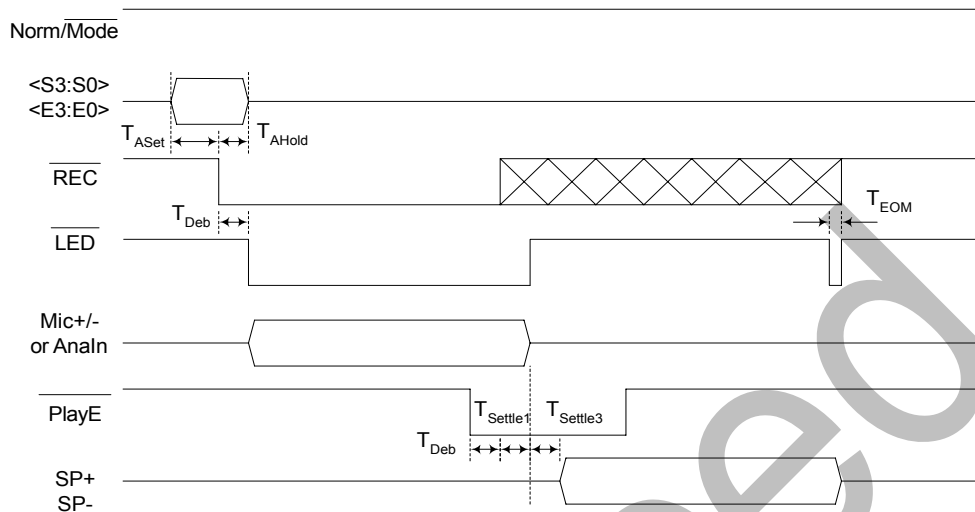 Norm/Mode
<S3:S0>
<E3:E0>
TASet
TAHold
REC
TDeb
TEOM
LED
Mic+/-
or AnaIn
PlayE
TSettle1
TSettle3
TDeb
SP+
SP-
ed